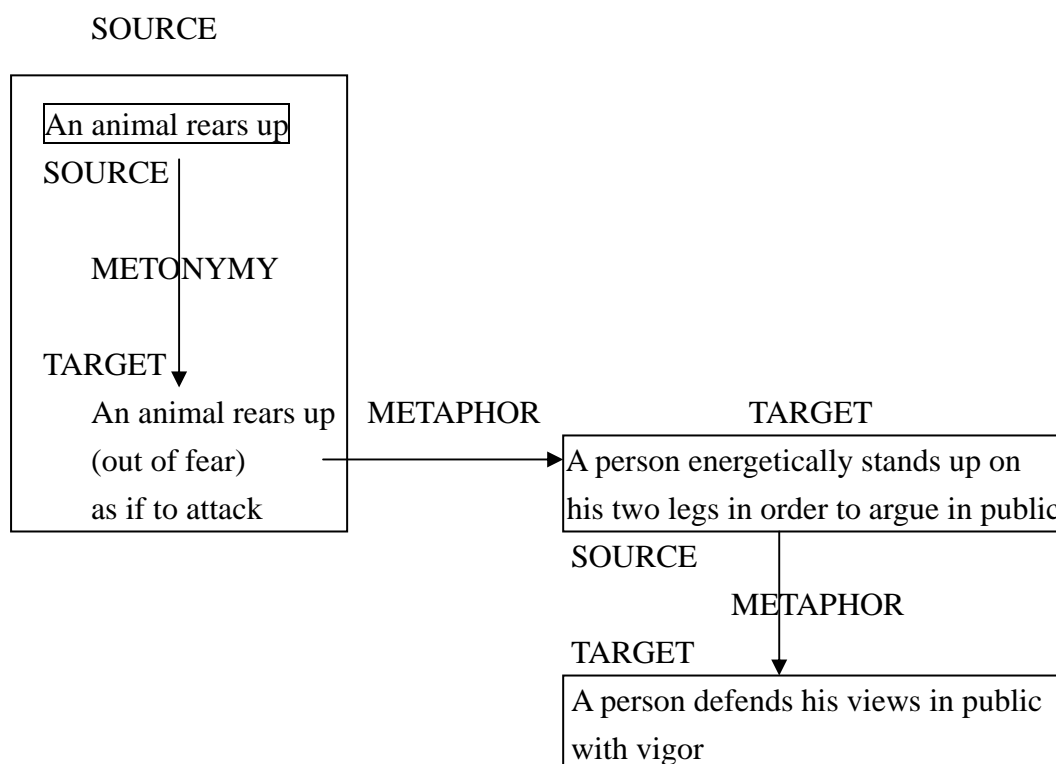 SOURCE
An animal rears up
SOURCE
METONYMY
TARGET
An animal rears up
(out of fear)
as if to attack
METAPHOR
TARGET
A person energetically stands up on
his two legs in order to argue in public
SOURCE
METAPHOR
TARGET
A person defends his views in public
with vigor